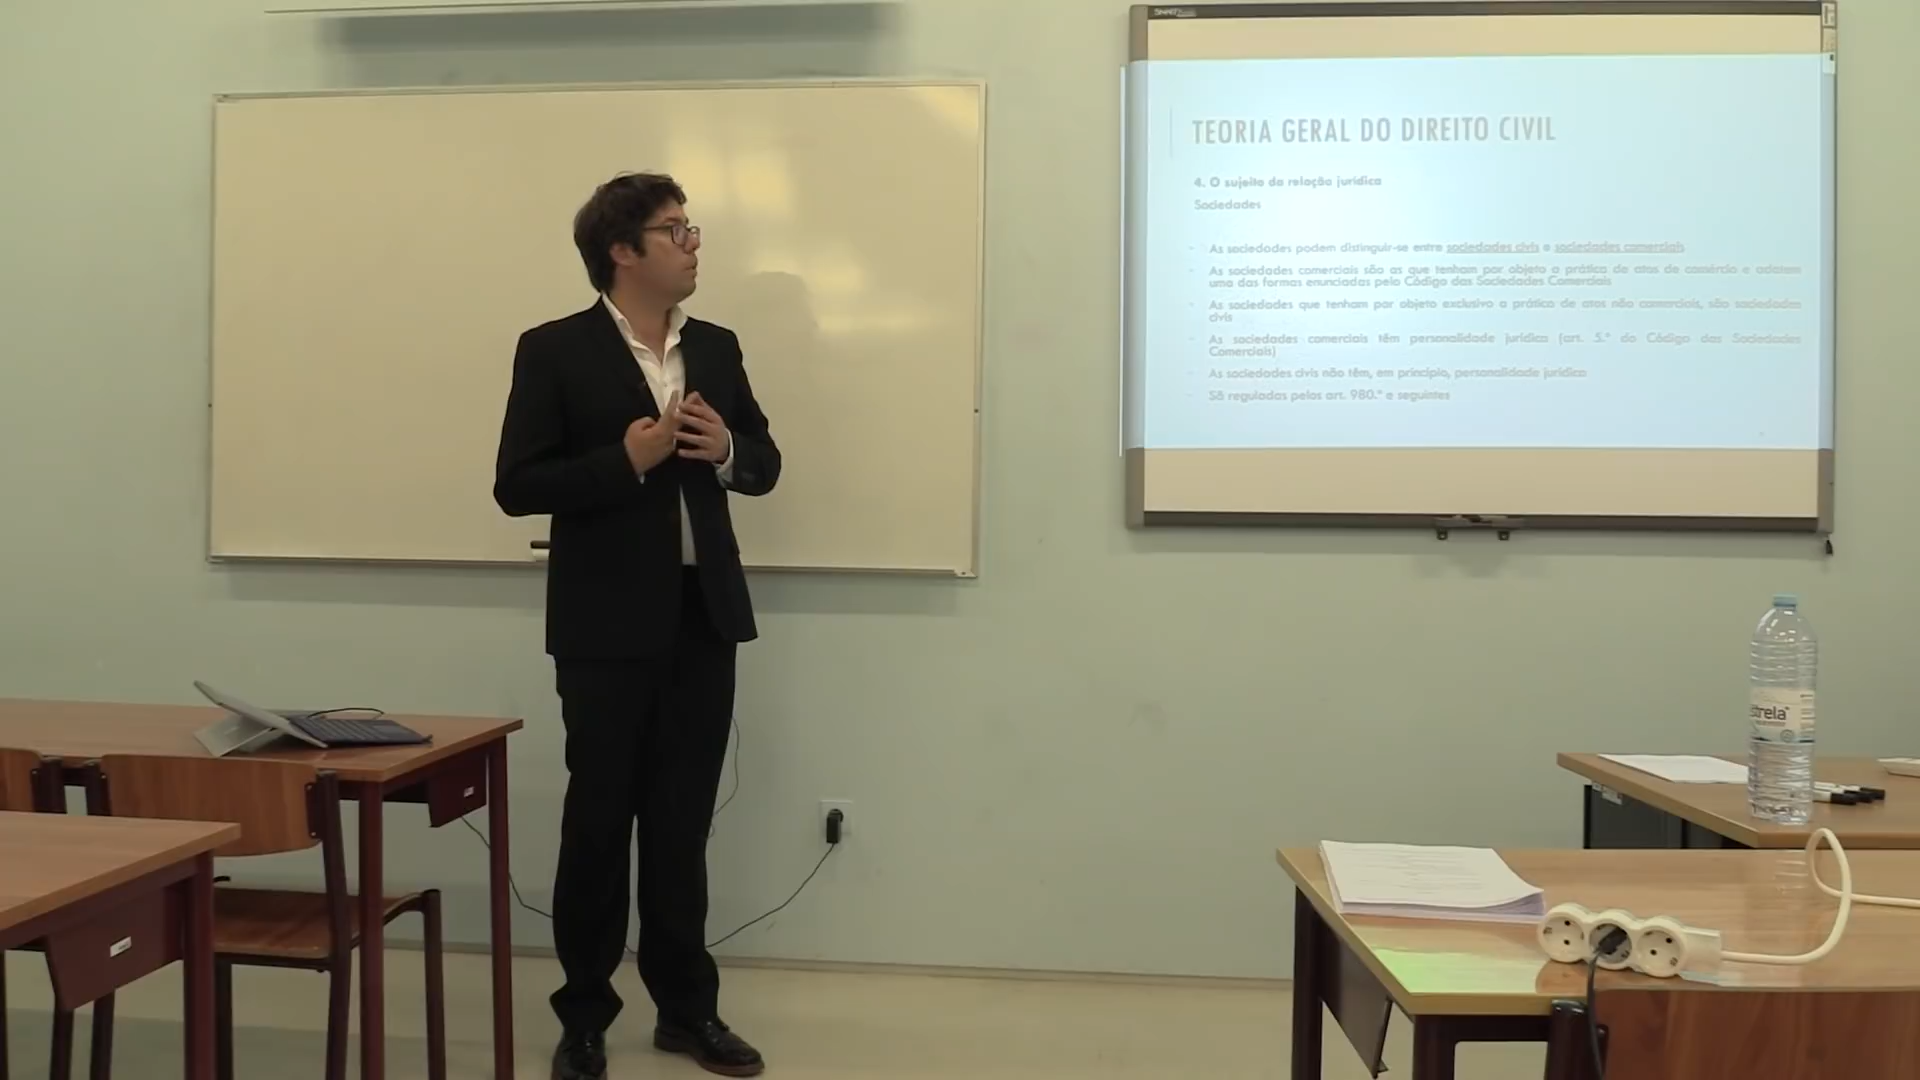 SMART
TEORIA GERAL DO DIREITO CIVIL
4. O sujeito da relação jurídica
Sociedades
- As sociedades podem distinguir-se entre sociedades civis e sociedades comerciais
- As sociedades comerciais são as que tenham por objeto a prática de atos de comércio e adotem
uma das formas enunciadas pelo Código das Sociedades Comerciais
- As sociedades que tenham por objeto exclusivo a prática de atos não comerciais, são sociedades
civis
- As sociedades comerciais têm personalidade jurídica (art. 5.º do Código das Sociedades
Comerciais)
- As sociedades civis não têm, em princípio, personalidade jurídica
- Sã reguladas pelos art. 980.º e seguintes
strela